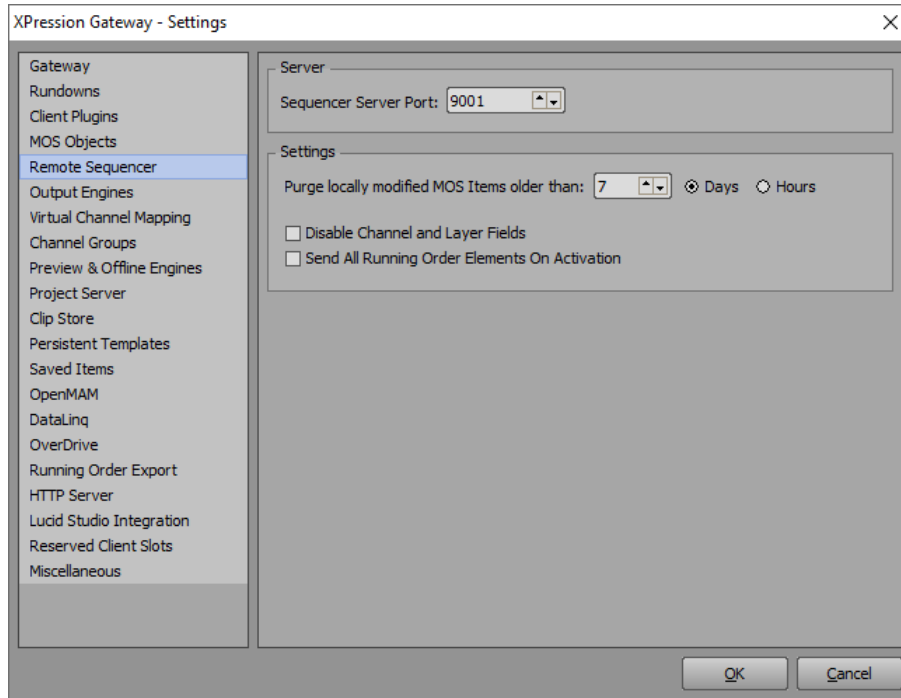 XPression Gateway - Settings
Gateway
Rundowns
Client Plugins
MOS Objects
Remote Sequencer
Output Engines
Virtual Channel Mapping
Channel Groups
Preview & Offline Engines
Project Server
Clip Store
Persistent Templates
Saved Items
OpenMAM
DataLinq
OverDrive
Running Order Export
HTTP Server
Lucid Studio Integration
Reserved Client Slots
Miscellaneous
Server
Sequencer Server Port: 9001
Settings
Purge locally modified MOS Items older than: 7 Days Hours
Disable Channel and Layer Fields
Send All Running Order Elements On Activation
OK Cancel